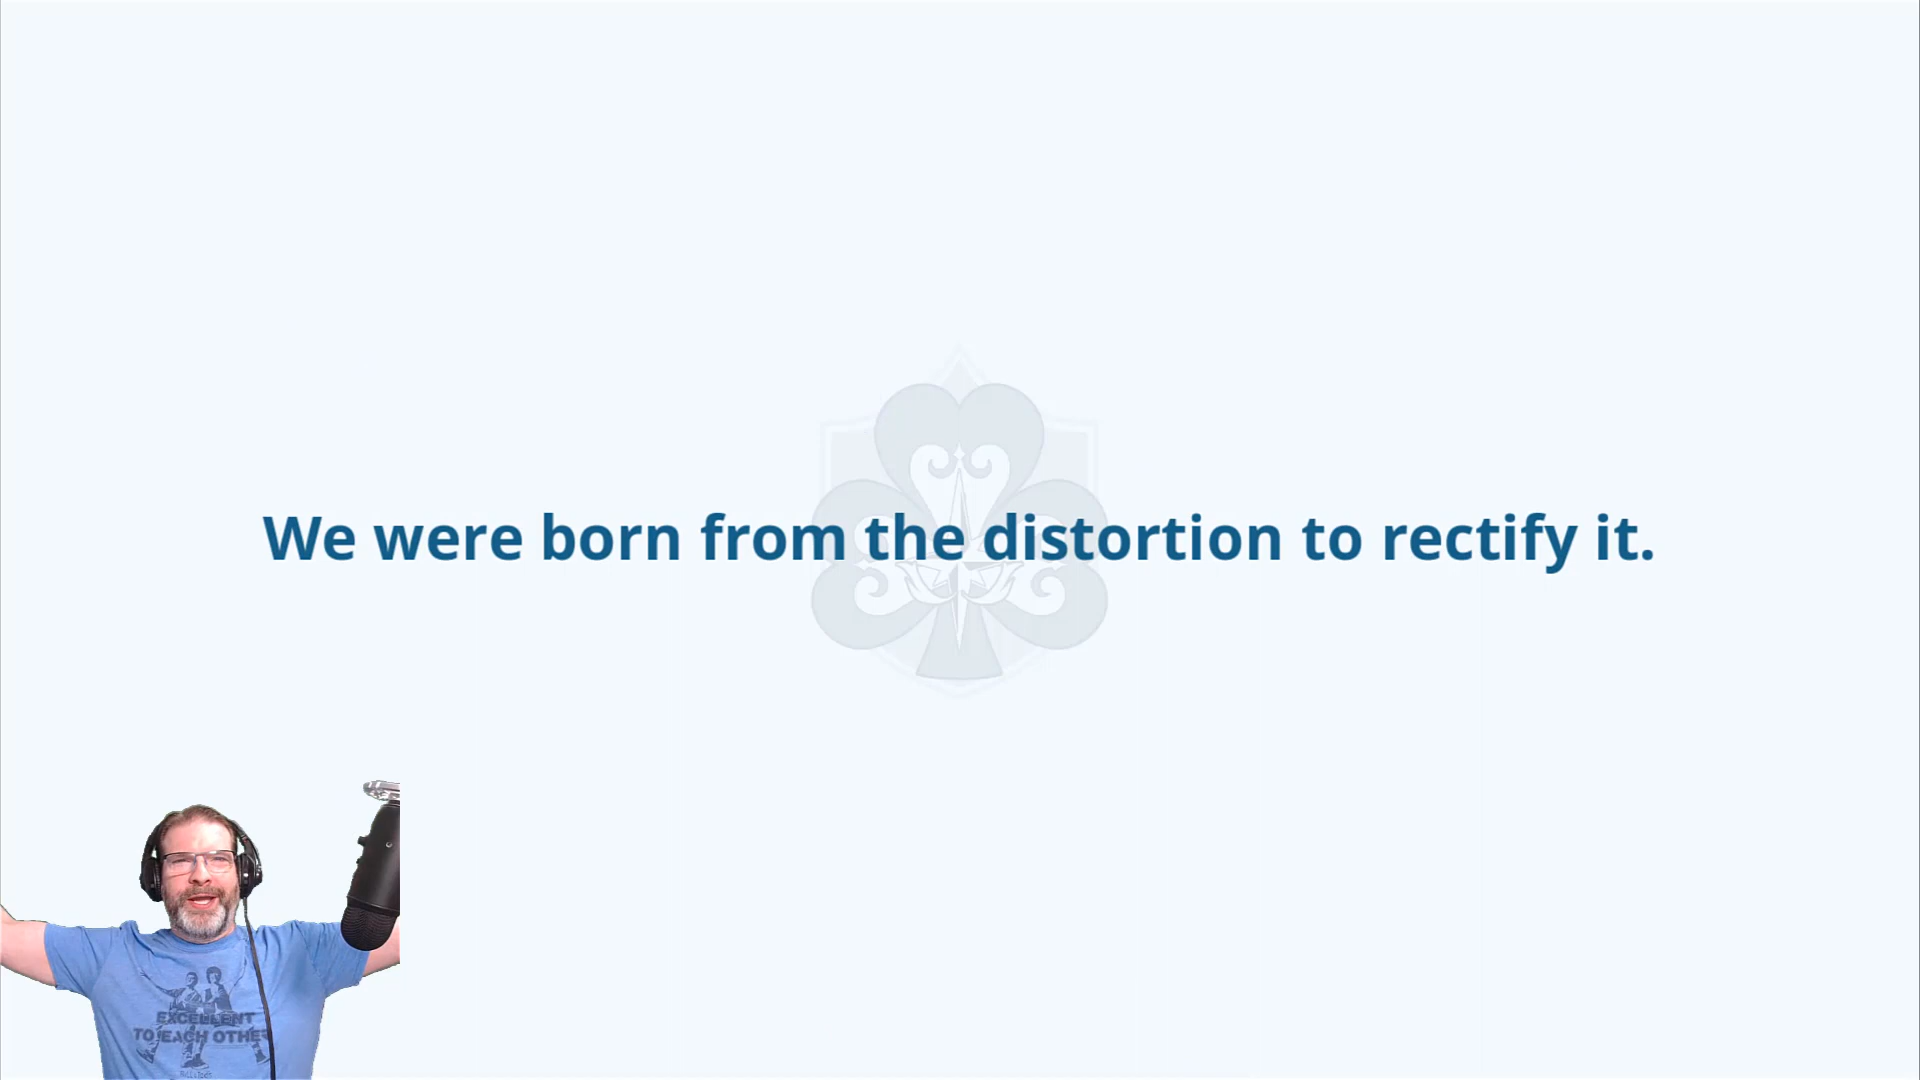 We were born from the distortion to rectify it.
EXCELLENT
TO EACH OTHER